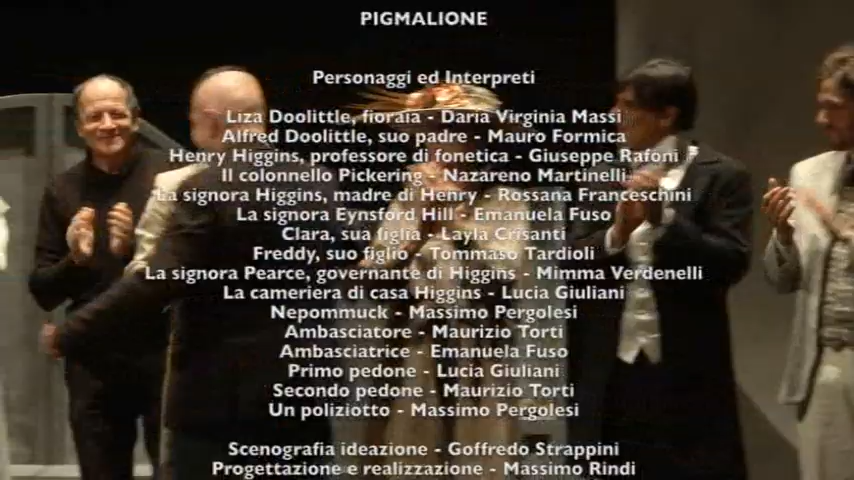 PIGMALIONE
Personaggi ed Interpreti
Liza Doolittle, fioraia - Daria Virginia Massi
Alfred Doolittle, suo padre - Mauro Formica
Henry Higgins, professore di fonetica - Giuseppe Rafoni
Il colonnello Pickering - Nazareno Martinelli
La signora Higgins, madre di Henry - Rossana Franceschini
La signora Eynsford Hill - Emanuela Fuso
Clara, sua figlia - Layla Crisanti
Freddy, suo figlio - Tommaso Tardioli
La signora Pearce, governante di Higgins - Mimma Verdenelli
La cameriera di casa Higgins - Lucia Giuliani
Nepommuck - Massimo Pergolesi
Ambasciatore - Maurizio Torti
Ambasciatrice - Emanuela Fuso
Primo pedone - Lucia Giuliani
Secondo pedone - Maurizio Torti
Un poliziotto - Massimo Pergolesi
Scenografia ideazione - Goffredo Strappini
Progettazione e realizzazione - Massimo Rindi